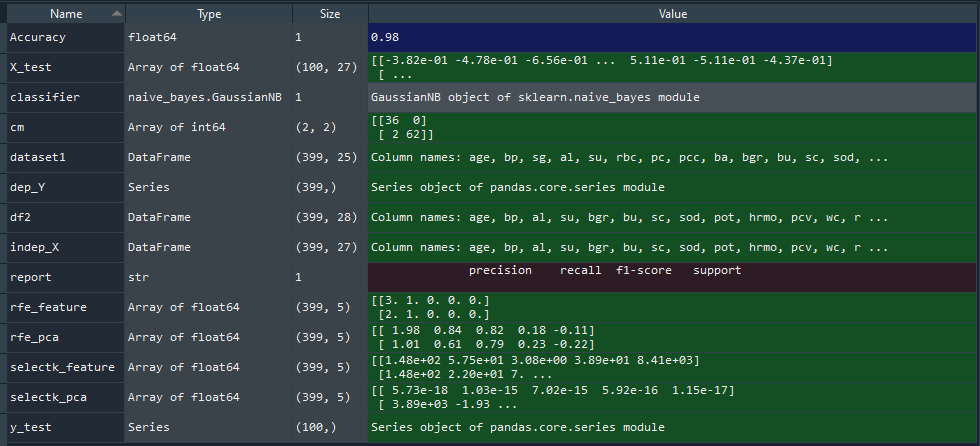 Name Type Size Value
Accuracy float64 1 0.98
X_test Array of float64 (100, 27) [[-3.82e-01 -4.78e-01 -6.56e-01 ... 5.11e-01 -5.11e-01 -4.37e-01]
[ ...
classifier naive_bayes.GaussianNB 1 GaussianNB object of sklearn.naive_bayes module
cm Array of int64 (2, 2) [[36 0]
[ 2 62]]
dataset1 DataFrame (399, 25) Column names: age, bp, sg, al, su, rbc, pc, pcc, ba, bgr, bu, sc, sod, ...
dep_Y Series (399,) Series object of pandas.core.series module
df2 DataFrame (399, 28) Column names: age, bp, al, su, bgr, bu, sc, sod, pot, hrmo, pcv, wc, r ...
indep_X DataFrame (399, 27) Column names: age, bp, al, su, bgr, bu, sc, sod, pot, hrmo, pcv, wc, r ...
report str 1 precision recall f1-score support
rfe_feature Array of float64 (399, 5) [[3. 1. 0. 0. 0.]
[2. 1. 0. 0. 0.]
rfe_pca Array of float64 (399, 5) [[ 1.98 0.84 0.82 0.18 -0.11]
[ 1.01 0.61 0.79 0.23 -0.22]
selectk_feature Array of float64 (399, 5) [[1.48e+02 5.75e+01 3.08e+00 3.89e+01 8.41e+03]
[1.48e+02 2.20e+01 7. ...
selectk_pca Array of float64 (399, 5) [[ 5.73e-18 1.03e-15 7.02e-15 5.92e-16 1.15e-17]
[ 3.89e+03 -1.93 ...
y_test Series (100,) Series object of pandas.core.series module